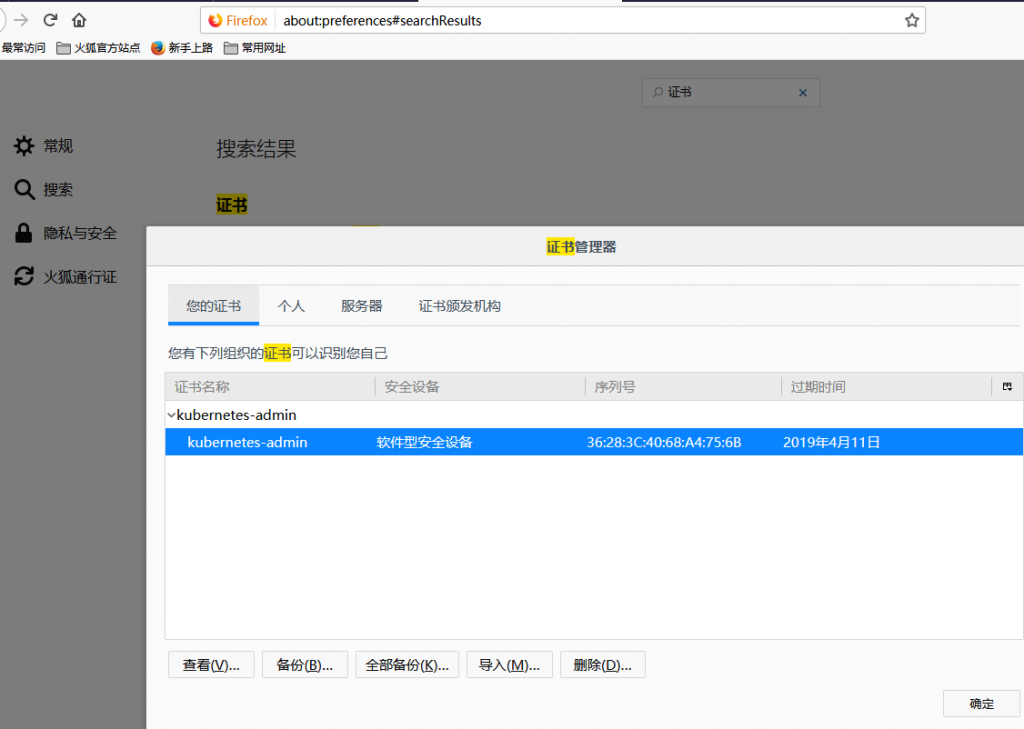 Firefox about:preferences#searchResults
最常访问 火狐官方站点 新手上路 常用网址
证书
常规
搜索结果
搜索
证书
隐私与安全
证书管理器
火狐通行证
您的证书 个人 服务器 证书颁发机构
您有下列组织的证书可以识别您自己
证书名称 安全设备 序列号 过期时间
kubernetes-admin
kubernetes-admin 软件型安全设备 36:28:3C:40:68:A4:75:6B 2019年4月11日
查看(V)... 备份(B)... 全部备份(K)... 导入(M)... 删除(D)...
确定